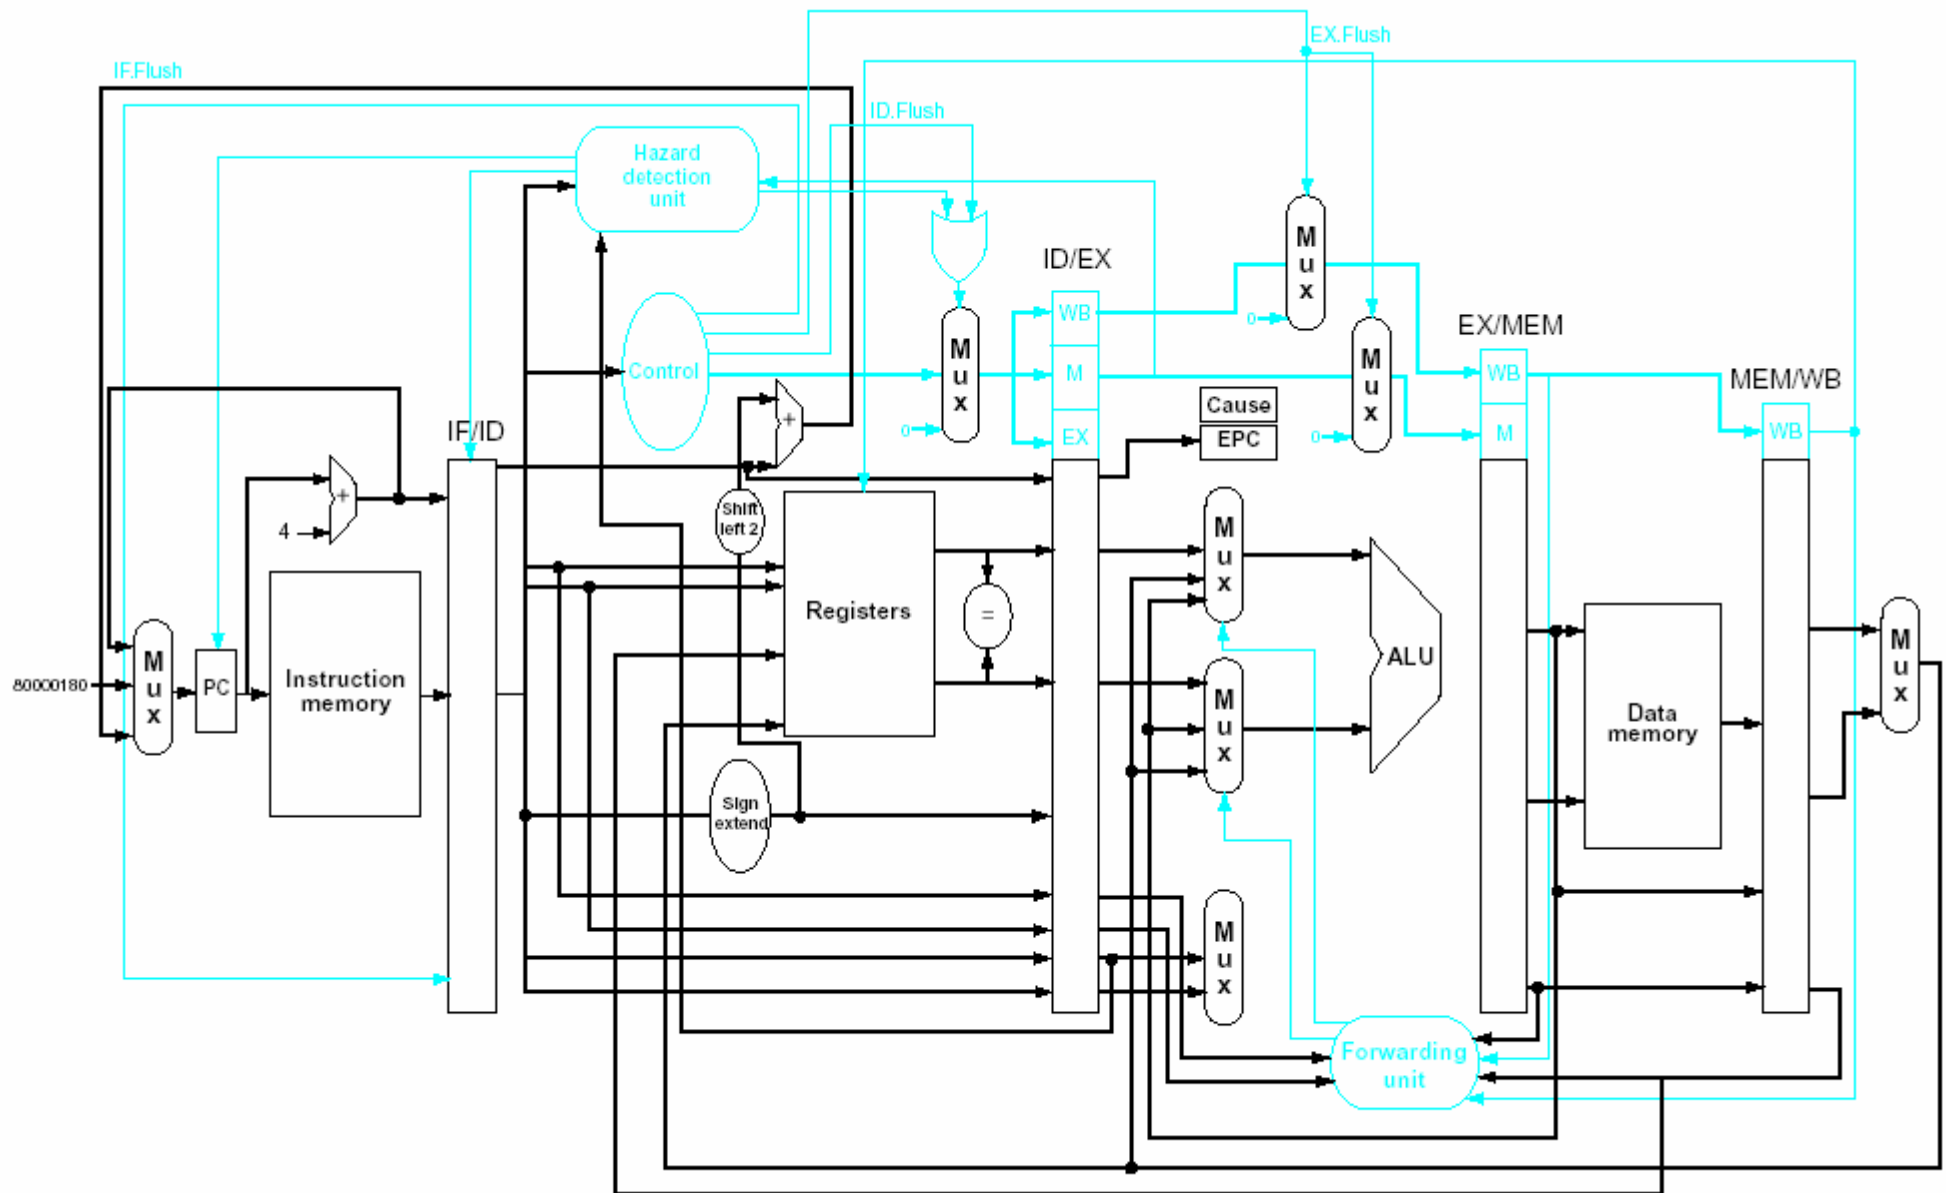 EX.Flush
IF.Flush
ID.Flush
Hazard
detection
unit
M
u
x
ID/EX
WB
M
u
x
EX/MEM
M
u
x
Control
M
WB
MEM/WB
0
Cause
WB
IF/ID
0
EX
EPC
0
M
+
+
4
Shift
left 2
M
u
x
Registers
=
M
u
x
80000180
PC
Instruction
memory
M
u
x
ALU
M
u
x
Data
memory
Sign
extend
M
u
x
Forwarding
unit